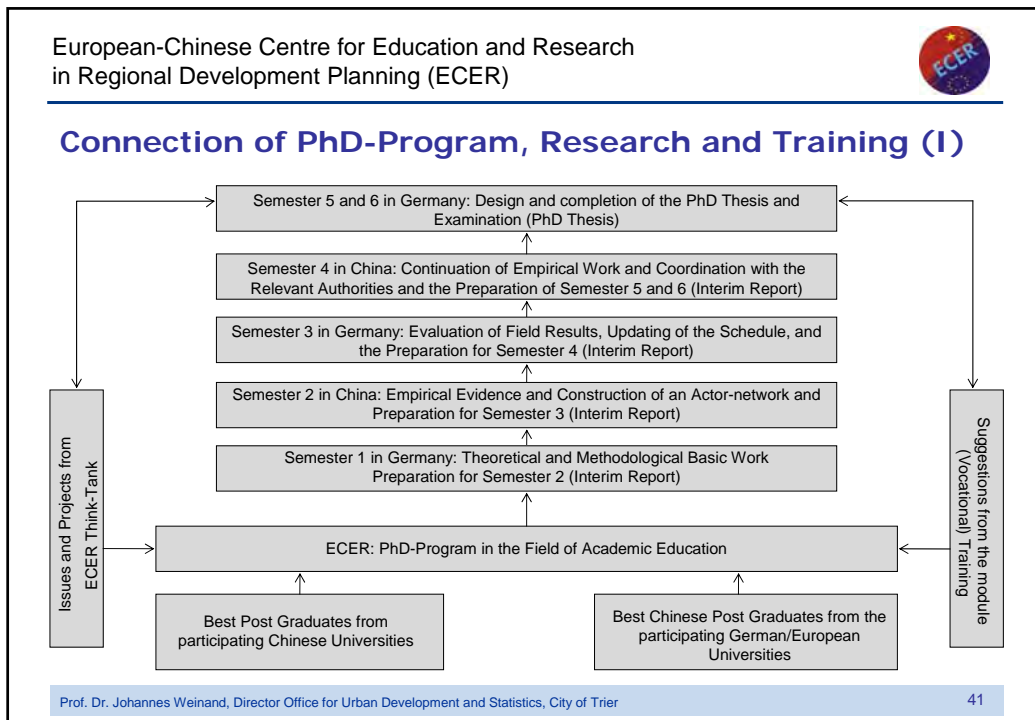 European-Chinese Centre for Education and Research
in Regional Development Planning (ECER)
ECER
Connection of PhD-Program, Research and Training (I)
Semester 5 and 6 in Germany: Design and completion of the PhD Thesis and
Examination (PhD Thesis)
Semester 4 in China: Continuation of Empirical Work and Coordination with the
Relevant Authorities and the Preparation of Semester 5 and 6 (Interim Report)
Semester 3 in Germany: Evaluation of Field Results, Updating of the Schedule, and
the Preparation for Semester 4 (Interim Report)
Semester 2 in China: Empirical Evidence and Construction of an Actor-network and
Preparation for Semester 3 (Interim Report)
Semester 1 in Germany: Theoretical and Methodological Basic Work
Preparation for Semester 2 (Interim Report)
Issues and Projects from
ECER Think-Tank
Suggestions from the module
(Vocational) Training
ECER: PhD-Program in the Field of Academic Education
Best Post Graduates from
participating Chinese Universities
Best Chinese Post Graduates from the
participating German/European
Universities
Prof. Dr. Johannes Weinand, Director Office for Urban Development and Statistics, City of Trier
41